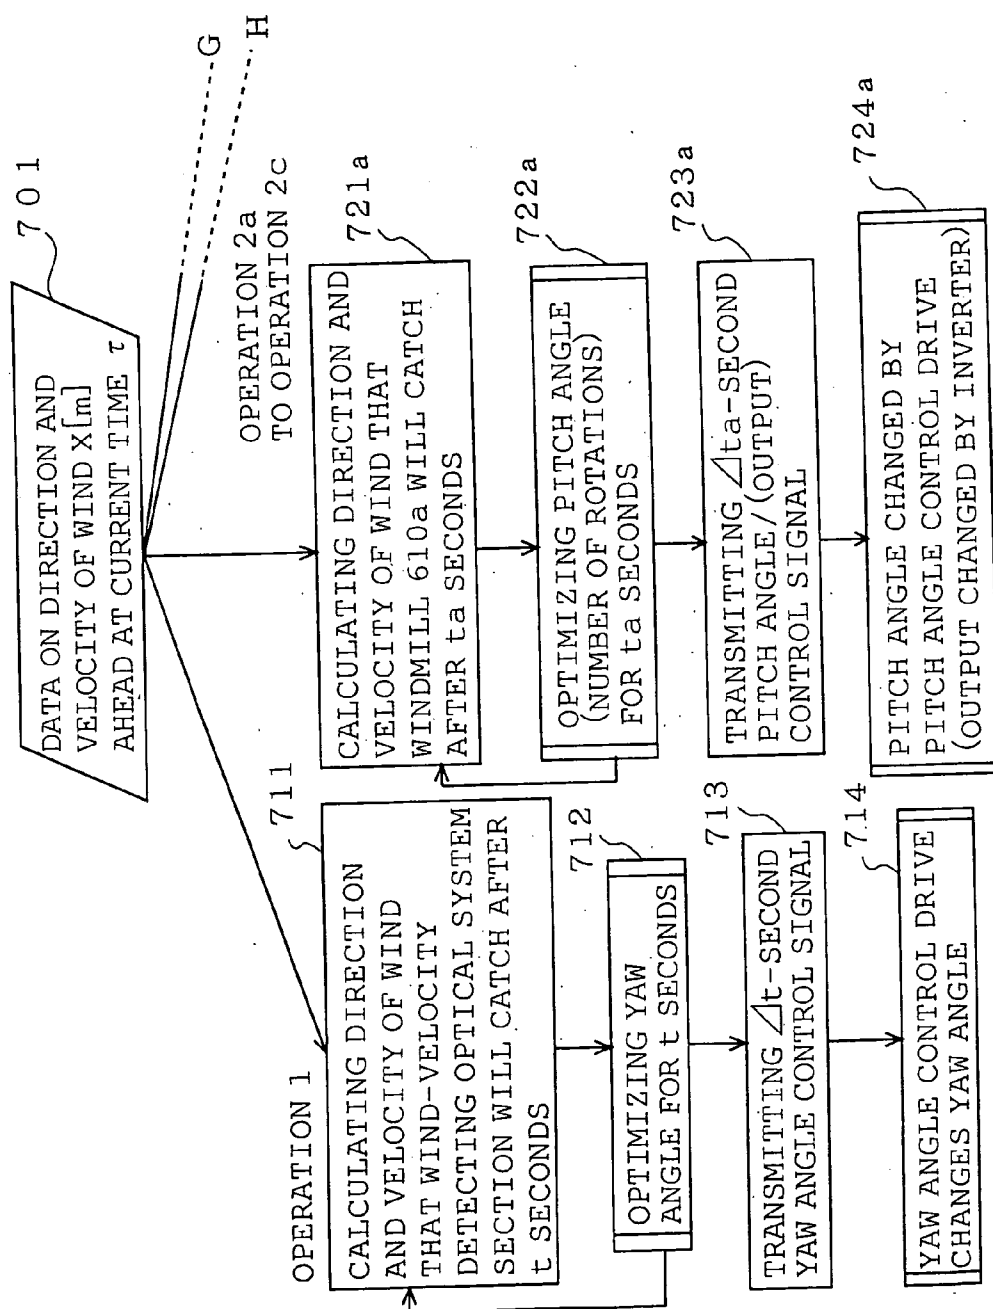 701
DATA ON DIRECTION AND
VELOCITY OF WIND X[m]
AHEAD AT CURRENT TIME τ
G
H
OPERATION 1
711
CALCULATING DIRECTION
AND VELOCITY OF WIND
THAT WIND-VELOCITY
DETECTING OPTICAL SYSTEM
SECTION WILL CATCH AFTER
t SECONDS
712
OPTIMIZING YAW
ANGLE FOR t SECONDS
713
TRANSMITTING ⊿t-SECOND
YAW ANGLE CONTROL SIGNAL
714
YAW ANGLE CONTROL DRIVE
CHANGES YAW ANGLE
OPERATION 2a
TO OPERATION 2c
721a
CALCULATING DIRECTION AND
VELOCITY OF WIND THAT
WINDMILL 610a WILL CATCH
AFTER ta SECONDS
722a
OPTIMIZING PITCH ANGLE
(NUMBER OF ROTATIONS)
FOR ta SECONDS
723a
TRANSMITTING ⊿ta-SECOND
PITCH ANGLE/(OUTPUT)
CONTROL SIGNAL
724a
PITCH ANGLE CHANGED BY
PITCH ANGLE CONTROL DRIVE
(OUTPUT CHANGED BY INVERTER)